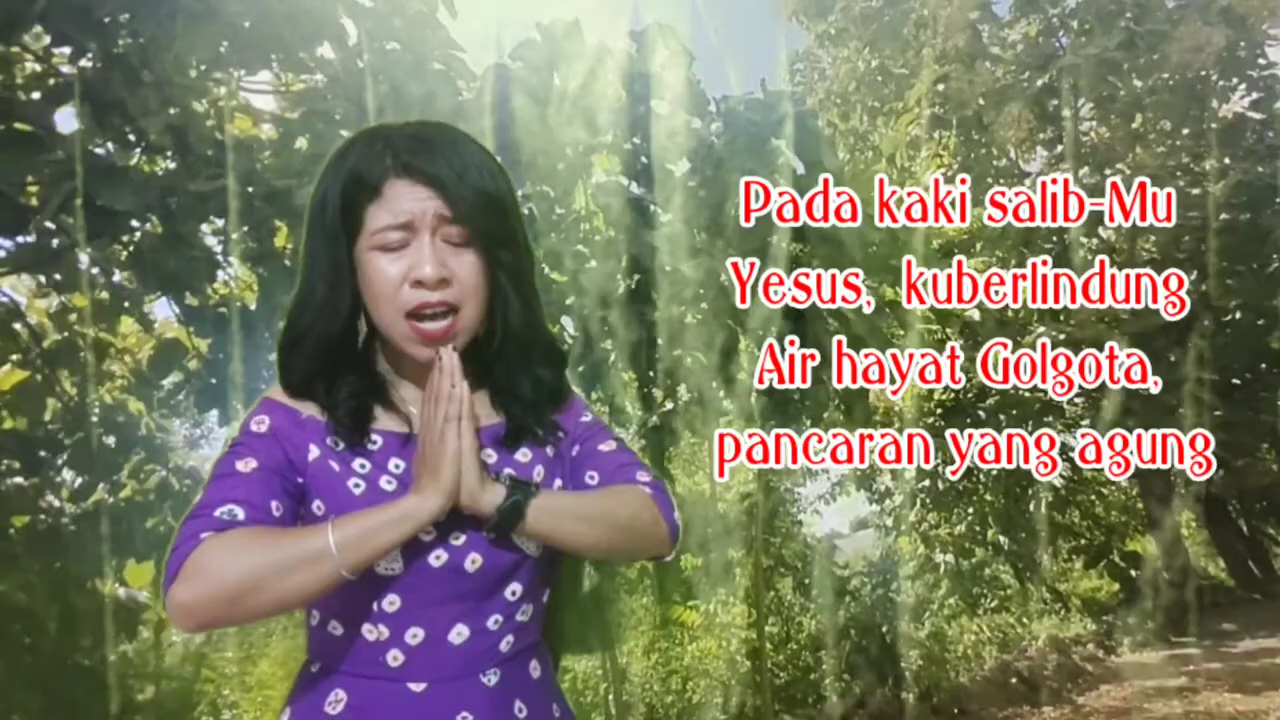 Pada kaki salib-Mu
Yesus, kuberlindung
Air hayat Golgota,
pancaran yang agung